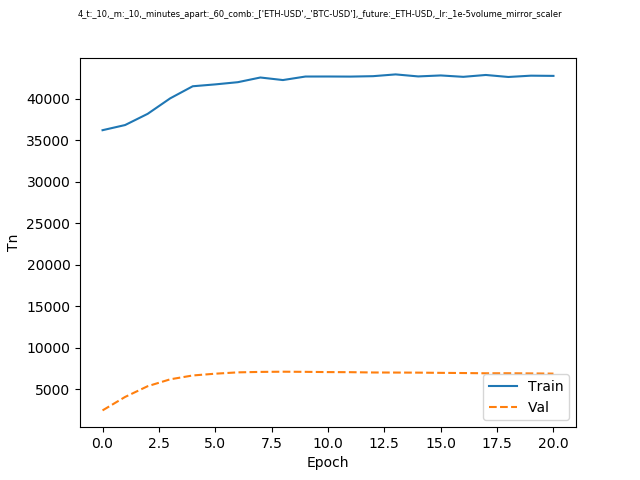 4_t:_10,_m:_10,_minutes_apart:_60_comb:_['ETH-USD',_'BTC-USD'],_future:_ETH-USD,_lr:_1e-5volume_mirror_scaler
40000
35000
30000
25000
20000
15000
10000
5000
Tn
Train
Val
0.0 2.5 5.0 7.5 10.0 12.5 15.0 17.5 20.0
Epoch